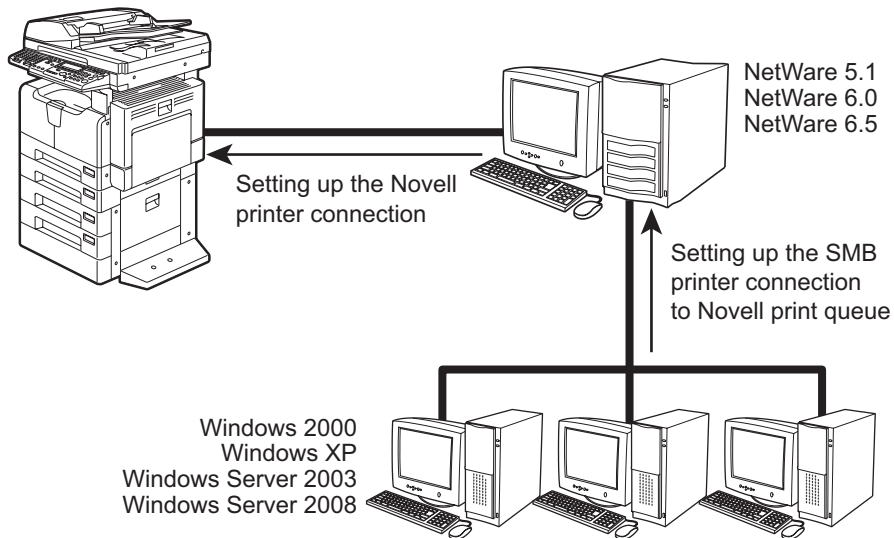 NetWare 5.1
NetWare 6.0
NetWare 6.5
Setting up the Novell
printer connection
Setting up the SMB
printer connection
to Novell print queue
Windows 2000
Windows XP
Windows Server 2003
Windows Server 2008